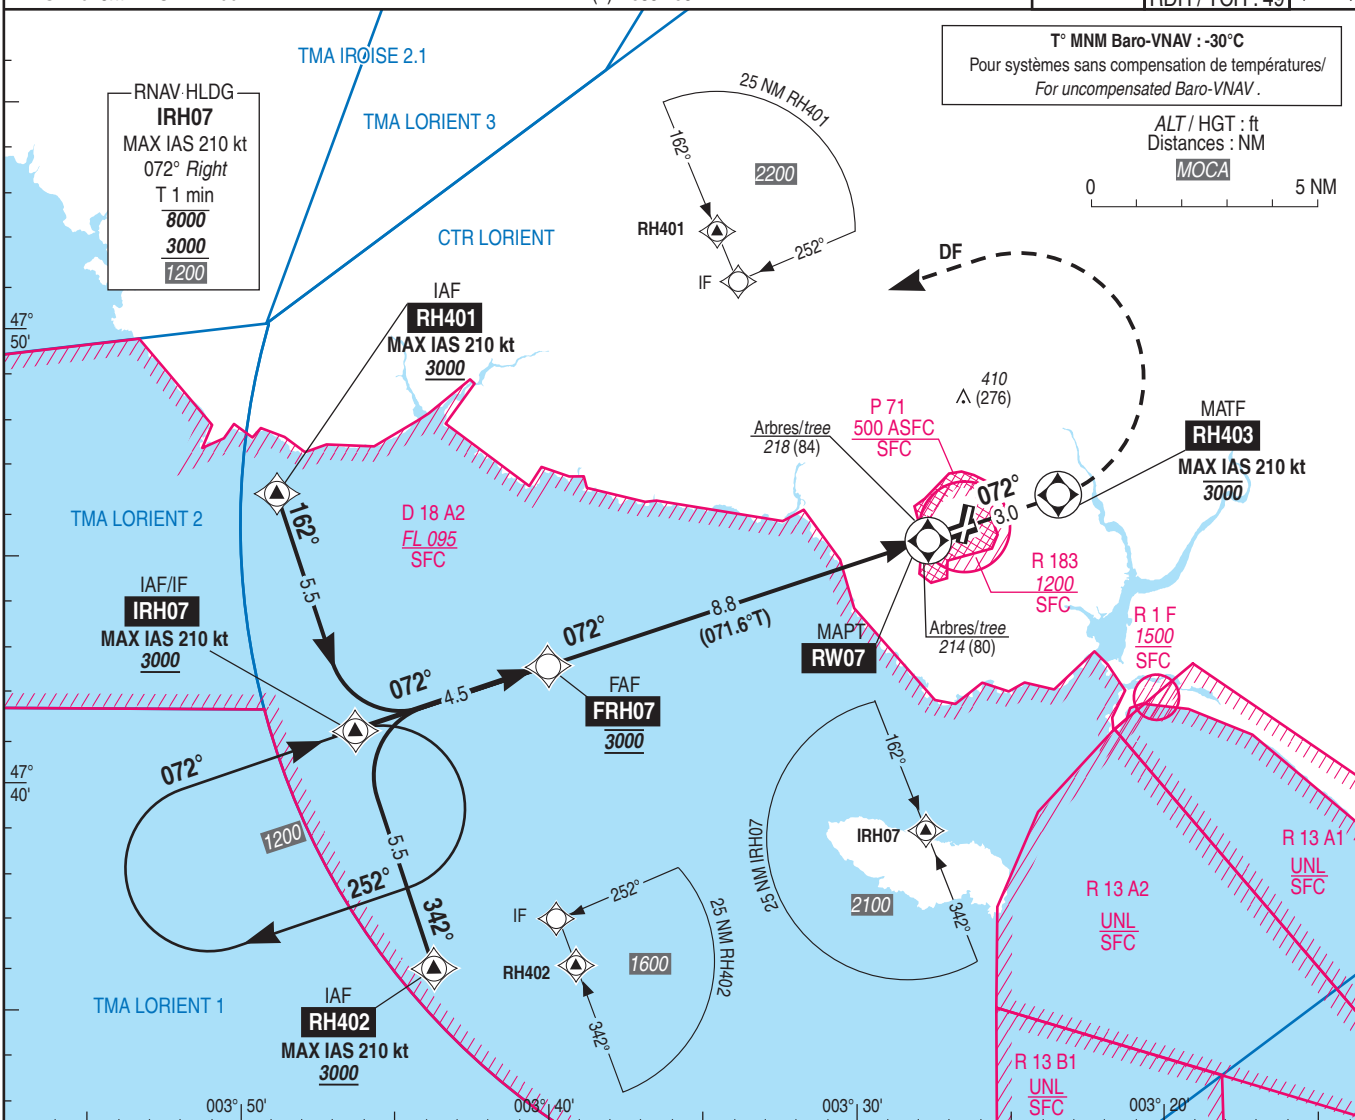 RDH / TCH : 49
T° MNM Baro-VNAV : -30°C
Pour systèmes sans compensation de températures/
For uncompensated Baro-VNAV .
ALT / HGT : ft
Distances : NM
MOCA
0 5 NM
RNAV HLDG
IRH07
MAX IAS 210 kt
072° Right
T 1 min
8000
3000
1200
TMA IROISE 2.1
TMA LORIENT 3
CTR LORIENT
25 NM RH401
162°
2200
RH401
252°
IF
DF
47°
50'
IAF
RH401
MAX IAS 210 kt
3000
410
(276)
P 71
500 ASFC
SFC
Arbres/tree
218 (84)
MATF
RH403
MAX IAS 210 kt
3000
072°
3.0
TMA LORIENT 2
D 18 A2
FL 095
SFC
162°
5.5
R 183
1200
SFC
IAF/IF
IRH07
MAX IAS 210 kt
3000
8.8
(071.6°T)
072°
MAPT
RW07
Arbres/tree
214 (80)
R 1 F
1500
SFC
072°
4.5
FAF
FRH07
3000
072°
47°
40'
1200
252°
5.5
342°
162°
25 NM IRH07
IRH07
2100
342°
R 13 A1
UNL
SFC
R 13 A2
UNL
SFC
IF
252°
RH402
1600
25 NM RH402
342°
TMA LORIENT 1
IAF
RH402
MAX IAS 210 kt
3000
R 13 B1
UNL
SFC
003° 50'
003° 40'
003° 30'
003° 20'